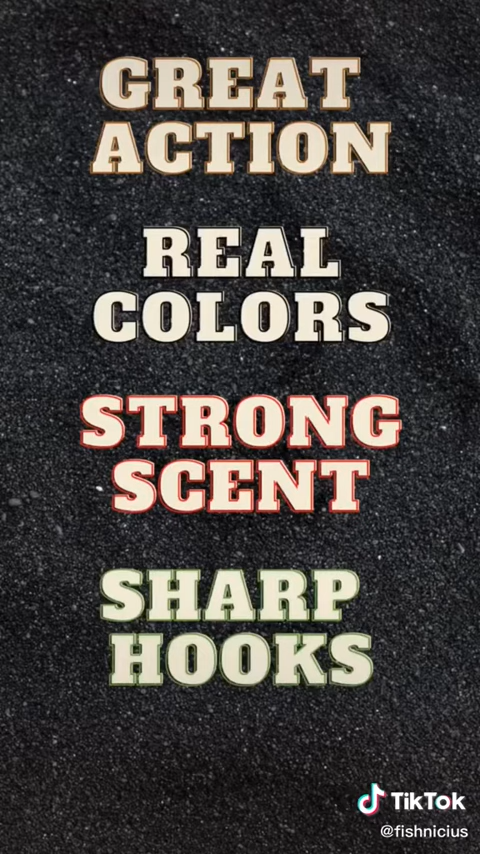 GREAT
ACTION
REAL
COLORS
STRONG
SCENT
SHARP
HOOKS
TikTok
@fishnicius